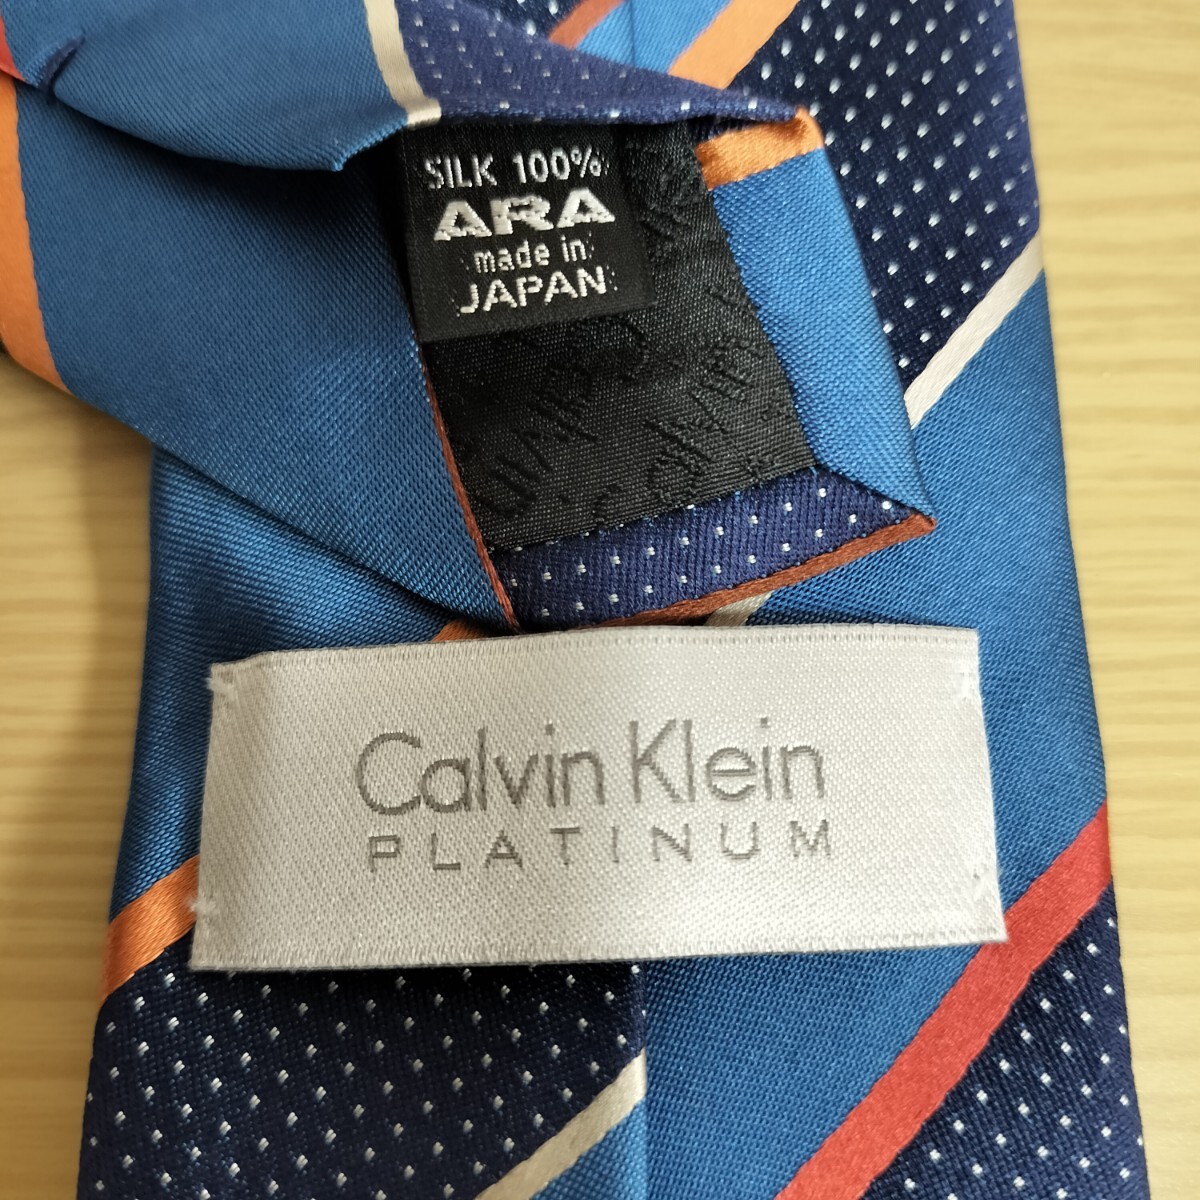 SILK 100%
ARA
made in
JAPAN
Calvin Klein
PLATINUM